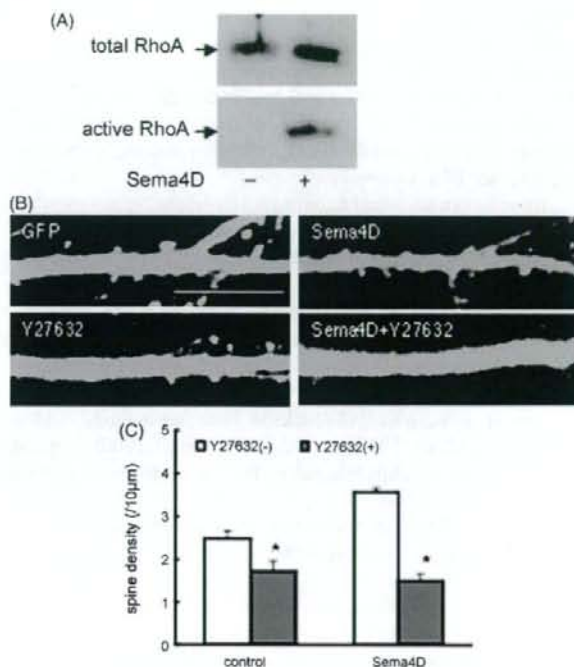 (A)
total RhoA
active RhoA
Sema4D − +
(B)
GFP
Sema4D
Y27632
Sema4D+Y27632
(C)
5
Y27632(-) Y27632(+)
4
3
2
1
0
spine density (/10μm)
* *
control Sema4D